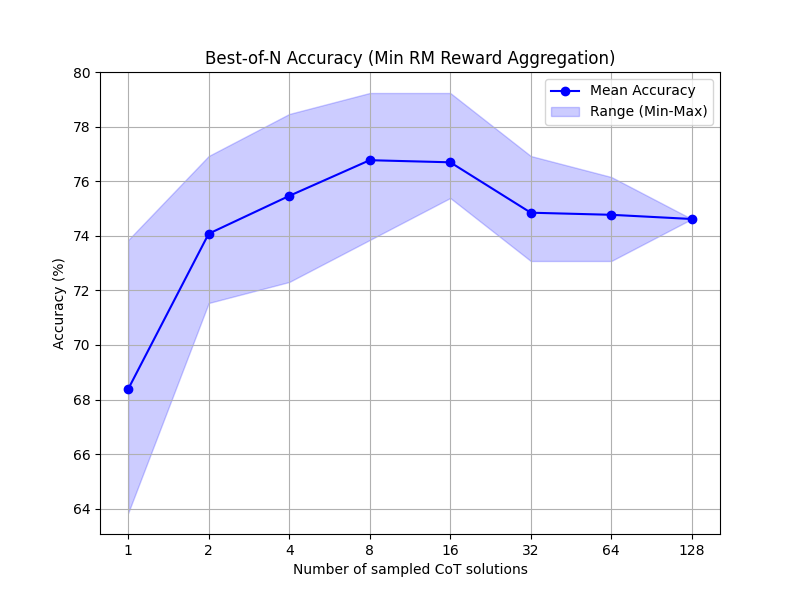 Best-of-N Accuracy (Min RM Reward Aggregation)
Mean Accuracy
Range (Min-Max)
Accuracy (%)
80
78
76
74
72
70
68
66
64
1 2 4 8 16 32 64 128
Number of sampled CoT solutions